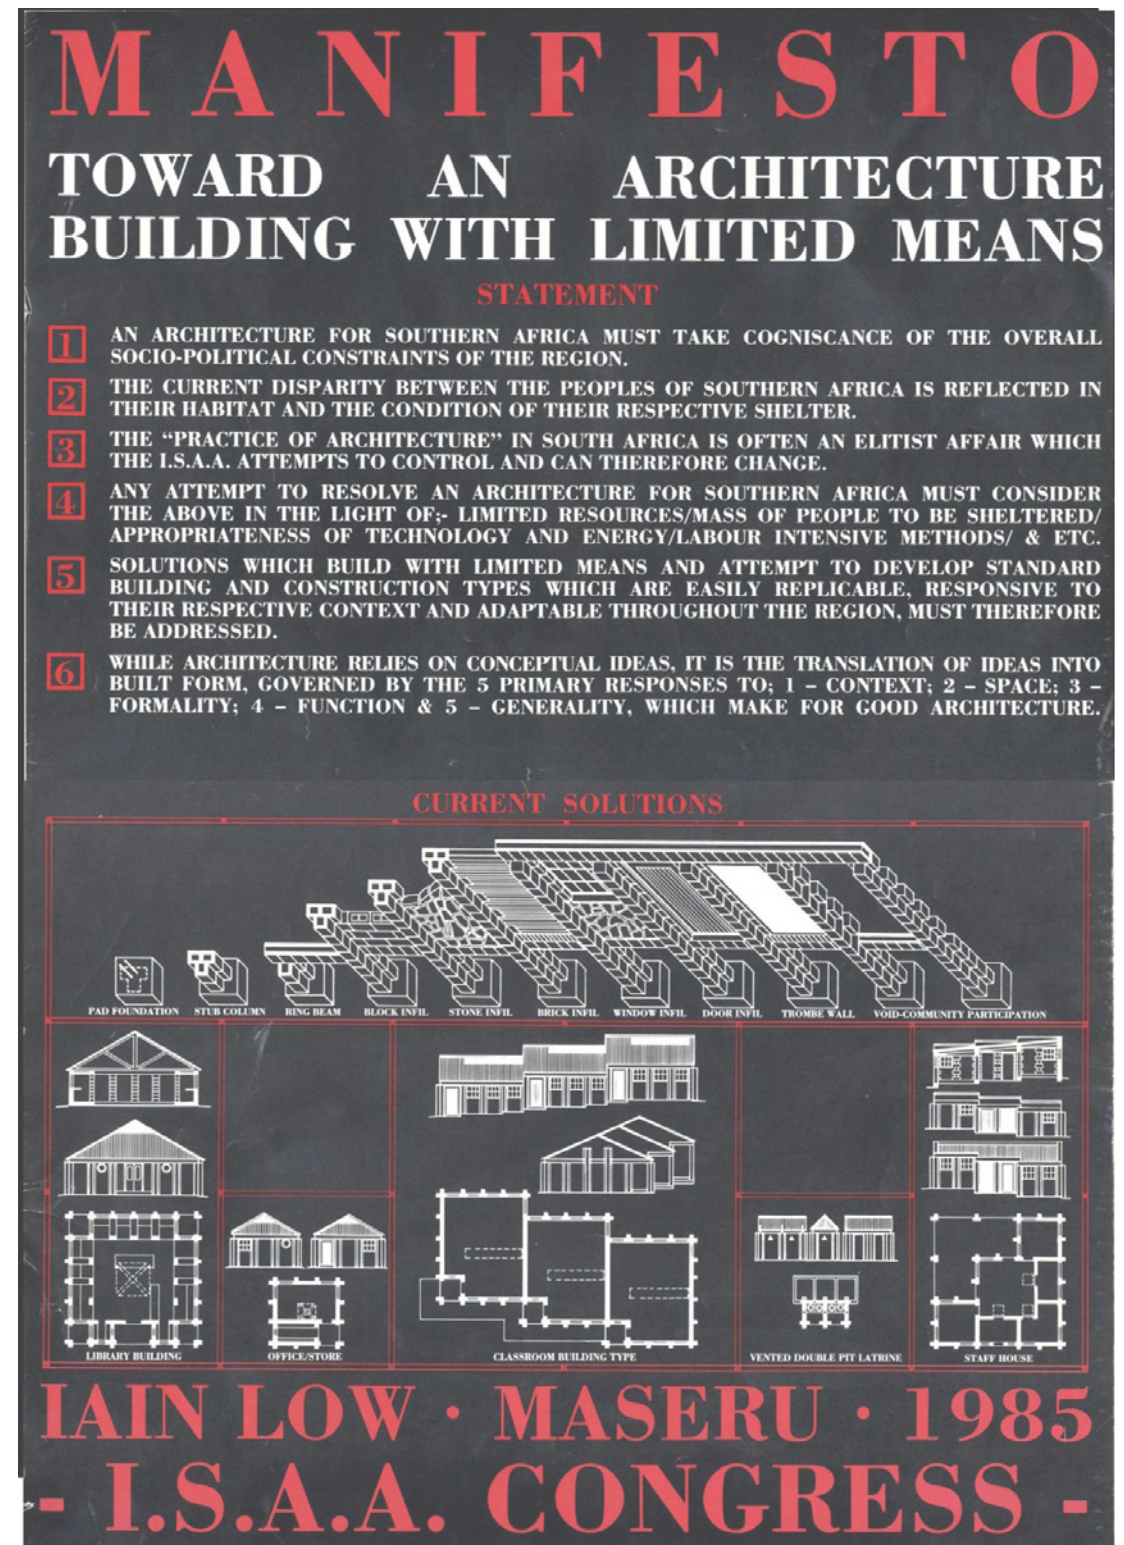 MANIFESTO
TOWARD AN ARCHITECTURE
BUILDING WITH LIMITED MEANS
STATEMENT
1 AN ARCHITECTURE FOR SOUTHERN AFRICA MUST TAKE COGNISCANCE OF THE OVERALL
SOCIO-POLITICAL CONSTRAINTS OF THE REGION.
2 THE CURRENT DISPARITY BETWEEN THE PEOPLES OF SOUTHERN AFRICA IS REFLECTED IN
THEIR HABITAT AND THE CONDITION OF THEIR RESPECTIVE SHELTER.
3 THE “PRACTICE OF ARCHITECTURE” IN SOUTH AFRICA IS OFTEN AN ELITIST AFFAIR WHICH
THE I.S.A.A. ATTEMPTS TO CONTROL AND CAN THEREFORE CHANGE.
4 ANY ATTEMPT TO RESOLVE AN ARCHITECTURE FOR SOUTHERN AFRICA MUST CONSIDER
THE ABOVE IN THE LIGHT OF;- LIMITED RESOURCES/MASS OF PEOPLE TO BE SHELTERED/
APPROPRIATENESS OF TECHNOLOGY AND ENERGY/LABOUR INTENSIVE METHODS/ & ETC.
5 SOLUTIONS WHICH BUILD WITH LIMITED MEANS AND ATTEMPT TO DEVELOP STANDARD
BUILDING AND CONSTRUCTION TYPES WHICH ARE EASILY REPLICABLE, RESPONSIVE TO
THEIR RESPECTIVE CONTEXT AND ADAPTABLE THROUGHOUT THE REGION, MUST THEREFORE
BE ADDRESSED.
6 WHILE ARCHITECTURE RELIES ON CONCEPTUAL IDEAS, IT IS THE TRANSLATION OF IDEAS INTO
BUILT FORM, GOVERNED BY THE 5 PRIMARY RESPONSES TO; 1 – CONTEXT; 2 – SPACE; 3 –
FORMALITY; 4 – FUNCTION & 5 – GENERALITY, WHICH MAKE FOR GOOD ARCHITECTURE.
CURRENT SOLUTIONS
PAD FOUNDATION STUB COLUMN RING BEAM BLOCK INFIL STONE INFIL BRICK INFIL WINDOW INFIL DOOR INFIL TROMBE WALL VOID-COMMUNITY PARTICIPATION
LIBRARY BUILDING OFFICE/STORE CLASSROOM BUILDING TYPE VENTED DOUBLE PIT LATRINE STAFF HOUSE
IAIN LOW · MASERU · 1985
- I.S.A.A. CONGRESS -